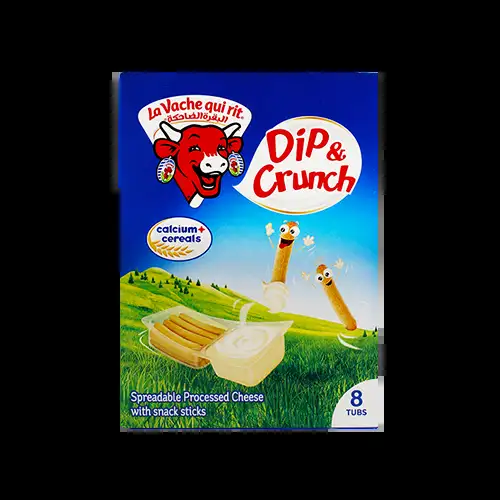 La Vache qui rit®
البقرة الضاحكة
Dip &
Crunch
calcium+
cereals
Spreadable Processed Cheese
with snack sticks
8
TUBS